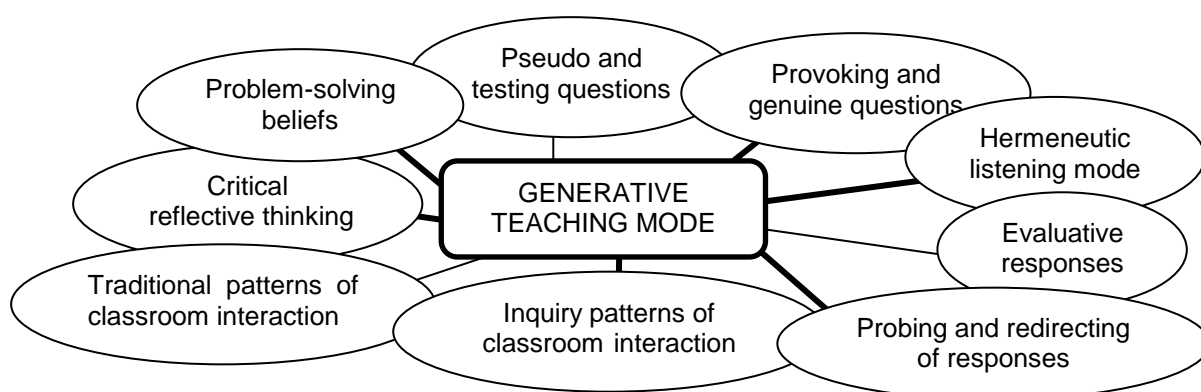 Pseudo and
testing questions
Provoking and
genuine questions
Problem-solving
beliefs
Hermeneutic
listening mode
Critical
reflective thinking
GENERATIVE
TEACHING MODE
Evaluative
responses
Traditional patterns of
classroom interaction
Inquiry patterns of
classroom interaction
Probing and redirecting
of responses